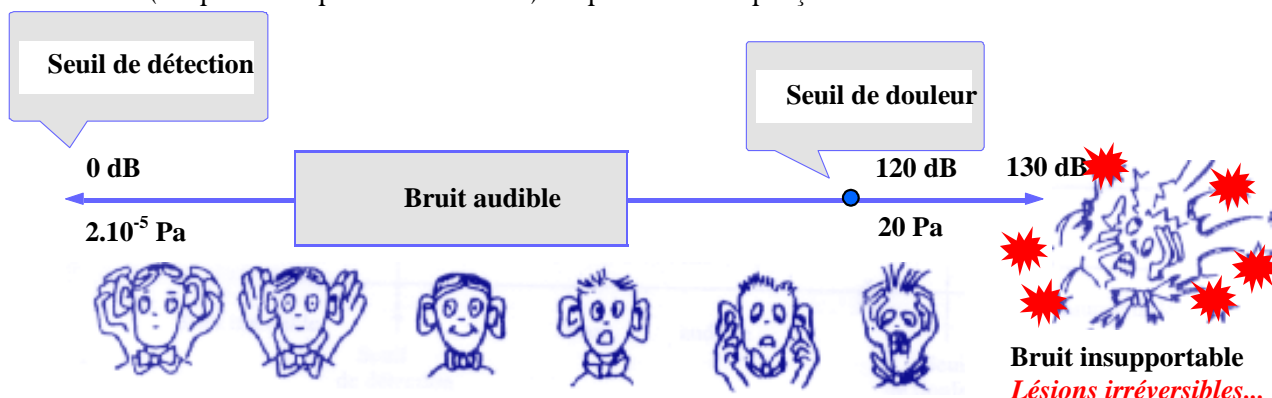 Seuil de détection
Seuil de douleur
0 dB
120 dB
130 dB
Bruit audible
2.10-5 Pa
20 Pa
Bruit insupportable
Lésions irréversibles...